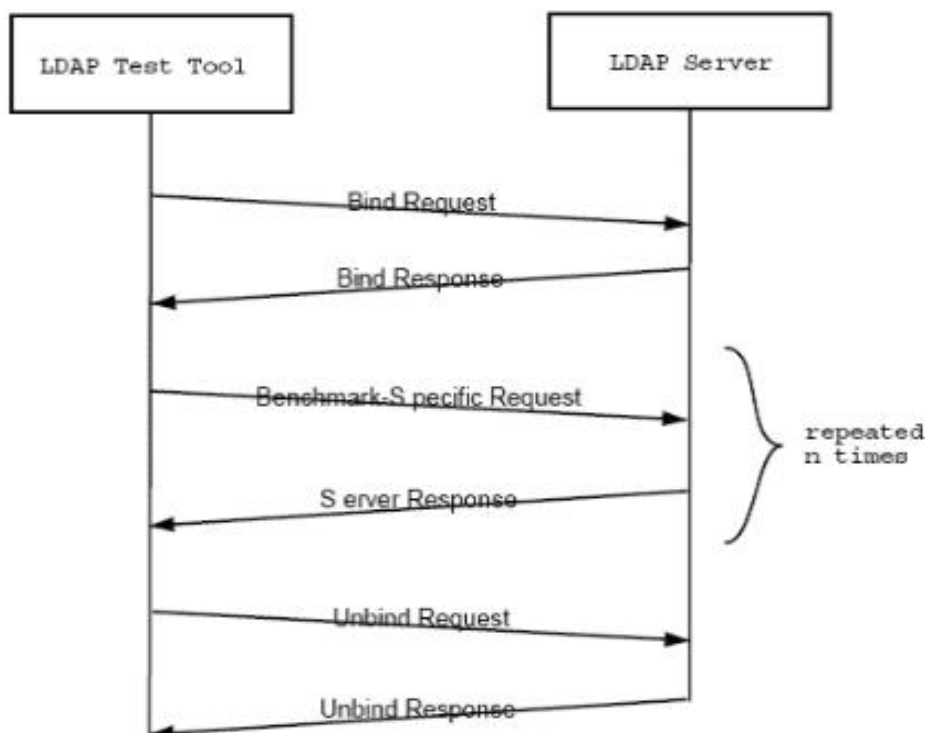 LDAP Test Tool
LDAP Server
Bind Request
Bind Response
Benchmark-S pecific Request
S erver Response
repeated
n times
Unbind Request
Unbind Response